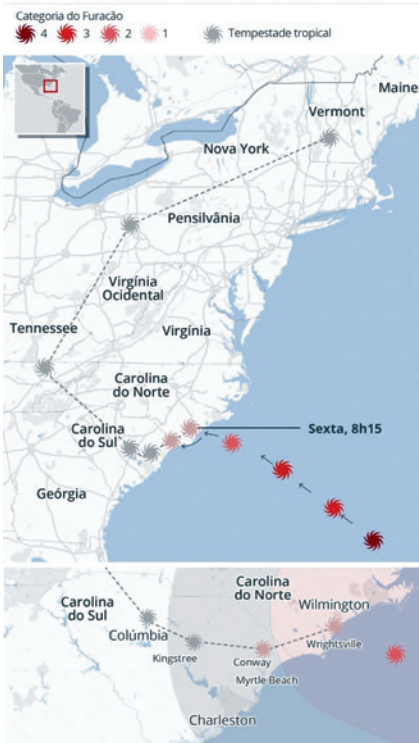 Categoria do Furacão
4 3 2 1 Tempestade tropical
Maine
Vermont
Nova York
Pensilvânia
Virgínia
Ocidental
Tennessee
Virgínia
Carolina
do Norte
Sexta, 8h15
Carolina
do Sul
Geórgia
Carolina
do Norte
Carolina
do Sul
Wilmington
Colúmbia
Wrightsville
Kingstree
Conway
Myrtle Beach
Charleston